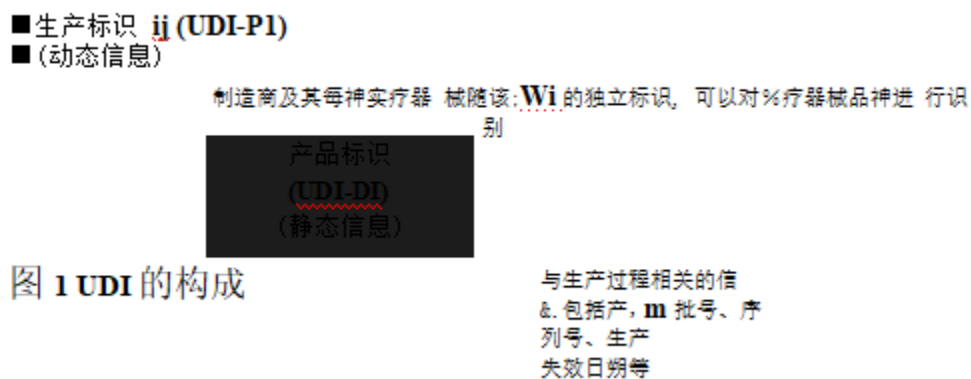 ■生产标识 ij (UDI-P1)
■(动态信息)
制造商及其每神实疗器 械随该:Wi的独立标识, 可以对%疗器械品神进 行识
别
产品标识
(UDI-DI)
(静态信息)
图 1 UDI 的构成
与生产过程相关的信
&.包括产,m 批号、序
列号、生产
失效日朔等